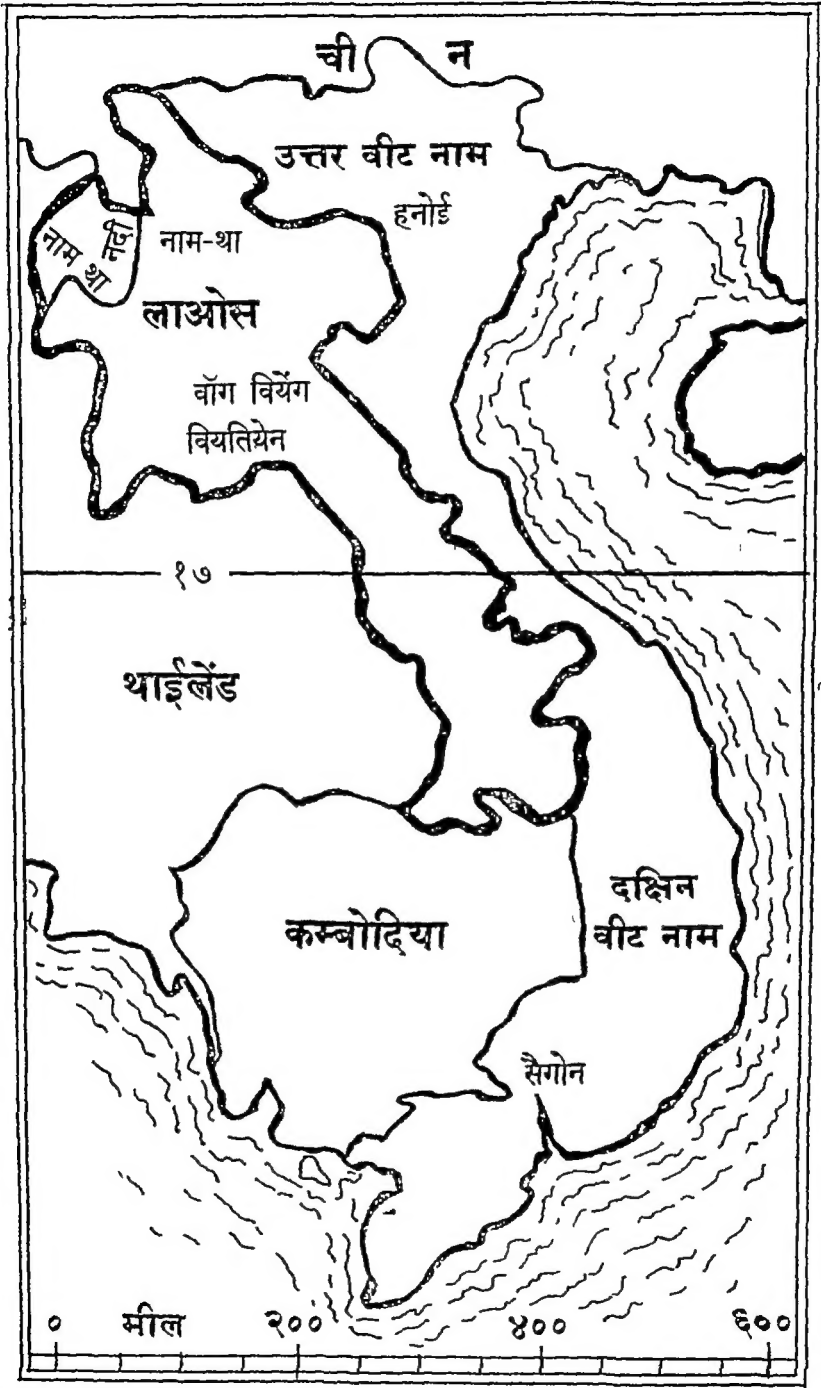 ची न
उत्तर वीट नाम
हनोई
नाम था
नदी
नाम-था
लाओस
वॉग वियेंग
वियतियेन
१७
थाईलेंड
दक्षिन
वीट नाम
कम्बोदिया
सैगोन
० मील २०० ४०० ६००